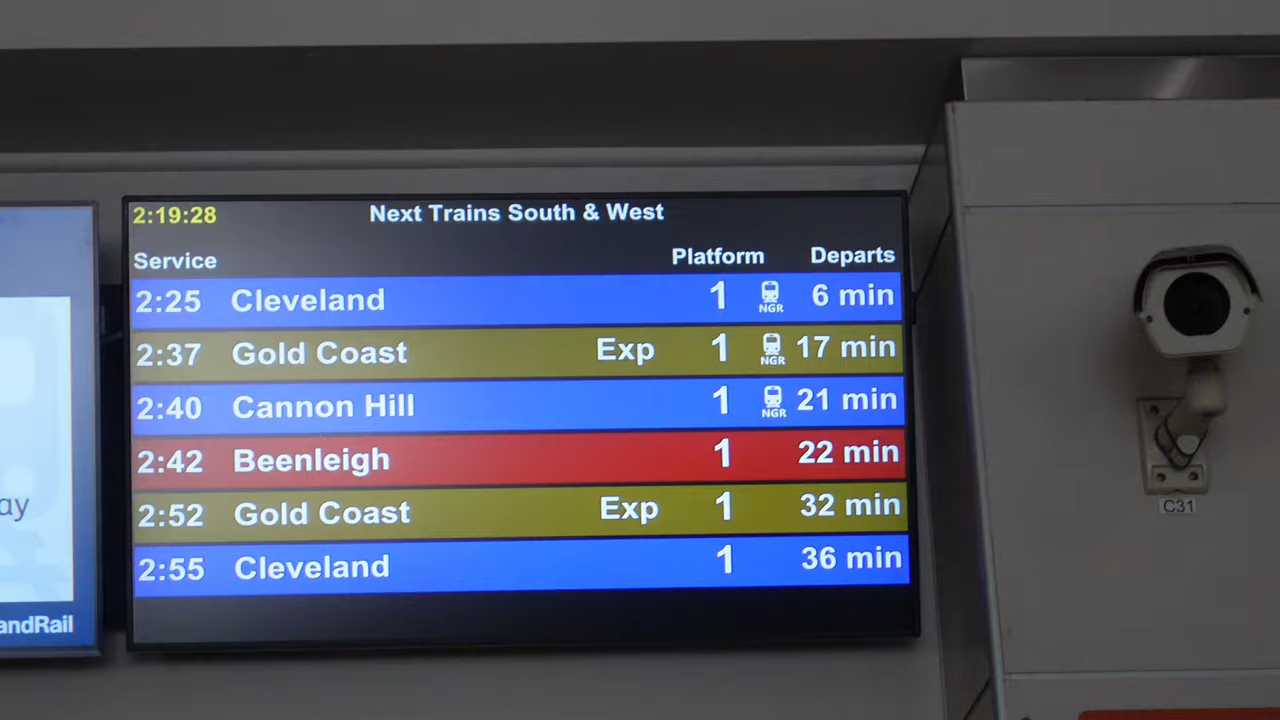 2:19:28 Next Trains South & West
Service Platform Departs
2:25 Cleveland 1 NGR 6 min
2:37 Gold Coast Exp 1 NGR 17 min
2:40 Cannon Hill 1 NGR 21 min
2:42 Beenleigh 1 22 min
2:52 Gold Coast Exp 1 32 min
2:55 Cleveland 1 36 min
ay
andRail
C31